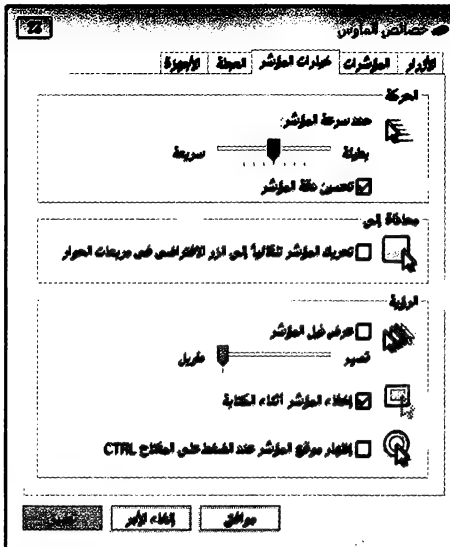 خصائص الماوس
الأزرار المؤشرات خيارات المؤشر العجلة الأجهزة
الحركة
حدد سرعة المؤشر:
بطيئة سريعة
تحسين دقة المؤشر
محاذاة إلى
تحريك المؤشر تلقائياً إلى الزر الافتراضي في مربعات الحوار
الرؤية
عرض ذيل المؤشر
قصير طويل
إخفاء المؤشر أثناء الكتابة
إظهار موقع المؤشر عند الضغط على المفتاح CTRL
موافق إلغاء الأمر